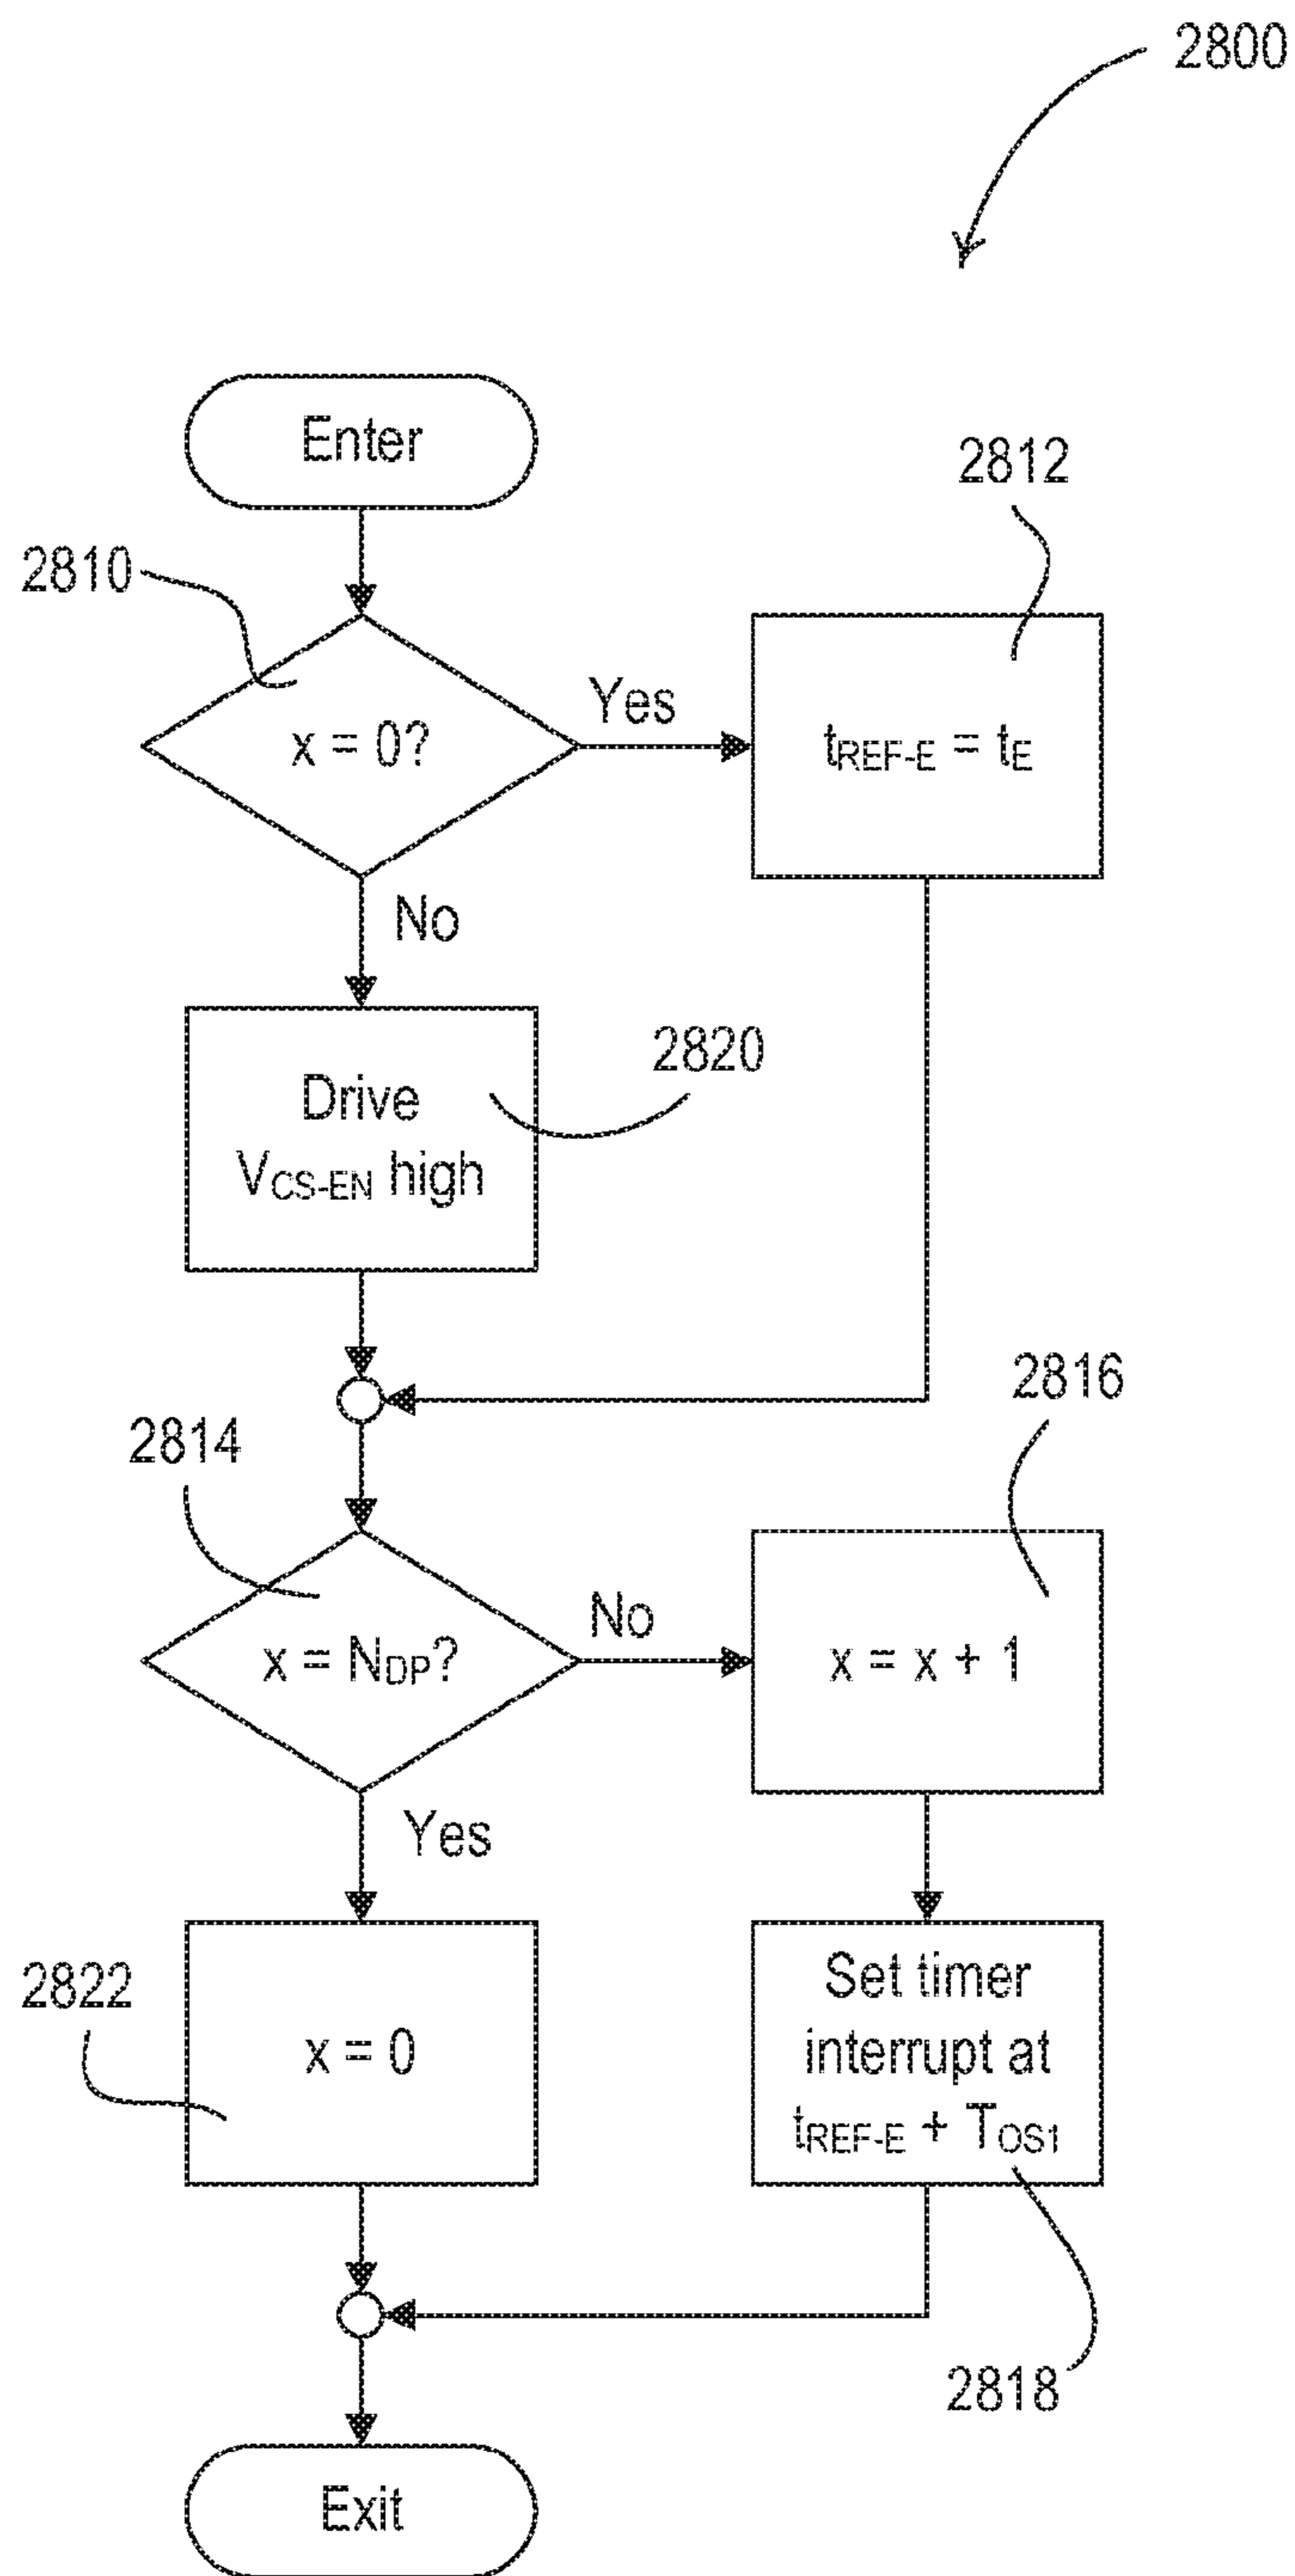 2800
Enter
2812
2810
Yes
x = 0?
tREF-E = tE
No
2820
Drive
VCS-EN high
2816
2814
No
x = NDP?
x = x + 1
Yes
Set timer
interrupt at
tREF-E + TOS1
2822
x = 0
2818
Exit